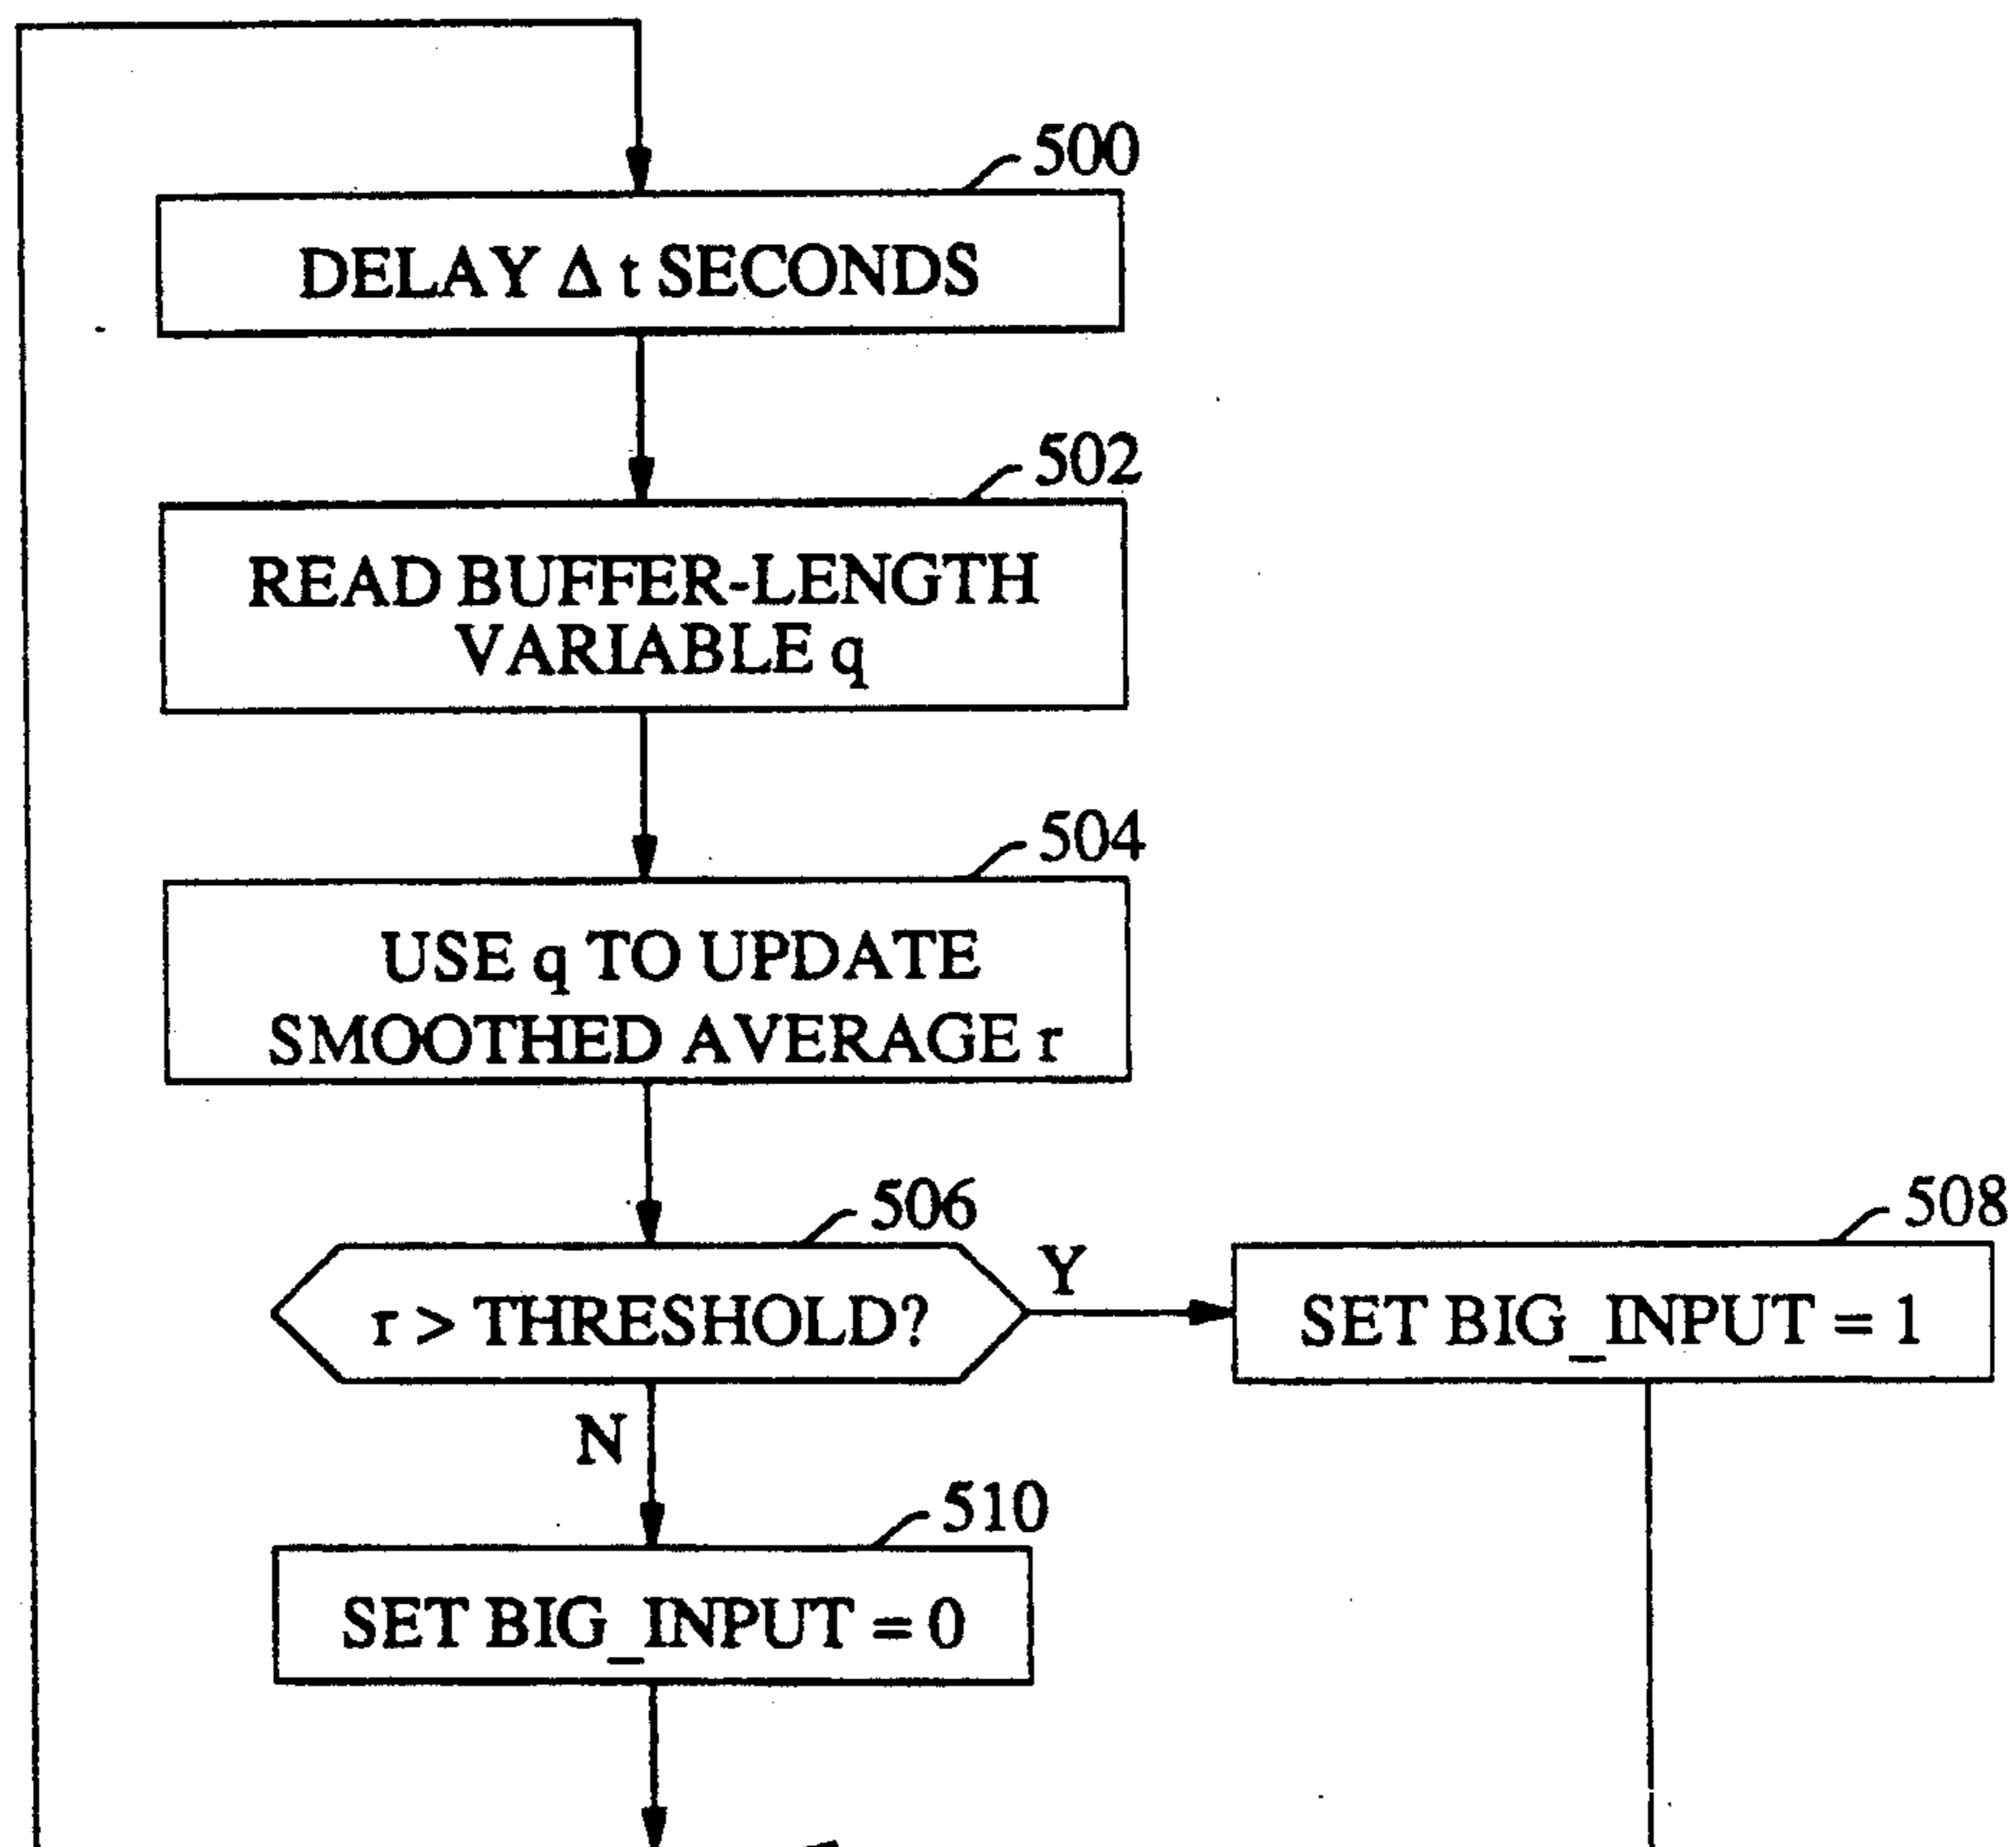 500
DELAY Δ t SECONDS
502
READ BUFFER-LENGTH
VARIABLE q
504
USE q TO UPDATE
SMOOTHED AVERAGE r
506
r > THRESHOLD?
Y
508
SET BIG_INPUT = 1
N
510
SET BIG_INPUT = 0